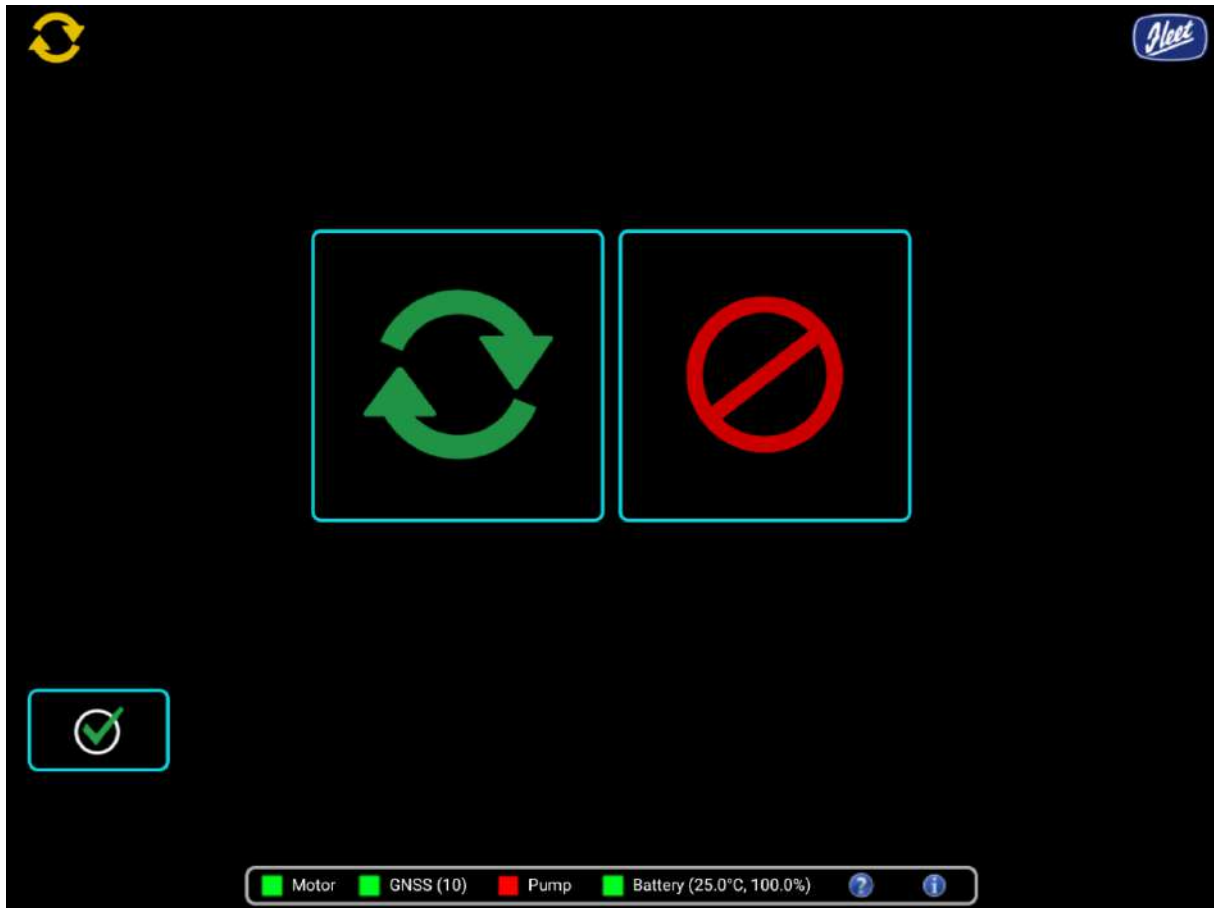 Fleet
Motor GNSS (10) Pump Battery (25.0°C, 100.0%) ? i